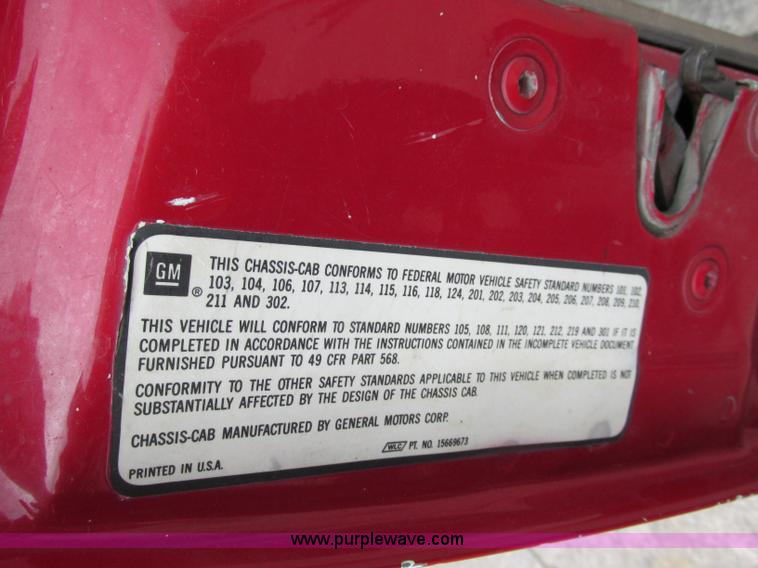 GM
THIS CHASSIS-CAB CONFORMS TO FEDERAL MOTOR VEHICLE SAFETY STANDARD NUMBERS 101, 102,
® 103, 104, 106, 107, 113, 114, 115, 116, 118, 124, 201, 202, 203, 204, 205, 206, 207, 208, 209, 210,
211 AND 302.
THIS VEHICLE WILL CONFORM TO STANDARD NUMBERS 105, 108, 111, 120, 121, 212, 219 AND 301 IF IT IS
COMPLETED IN ACCORDANCE WITH THE INSTRUCTIONS CONTAINED IN THE INCOMPLETE VEHICLE DOCUMENT
FURNISHED PURSUANT TO 49 CFR PART 568.
CONFORMITY TO THE OTHER SAFETY STANDARDS APPLICABLE TO THIS VEHICLE WHEN COMPLETED IS NOT
SUBSTANTIALLY AFFECTED BY THE DESIGN OF THE CHASSIS CAB.
CHASSIS-CAB MANUFACTURED BY GENERAL MOTORS CORP.
WLC PT. NO. 15669673
PRINTED IN U.S.A.
www.purplewave.com